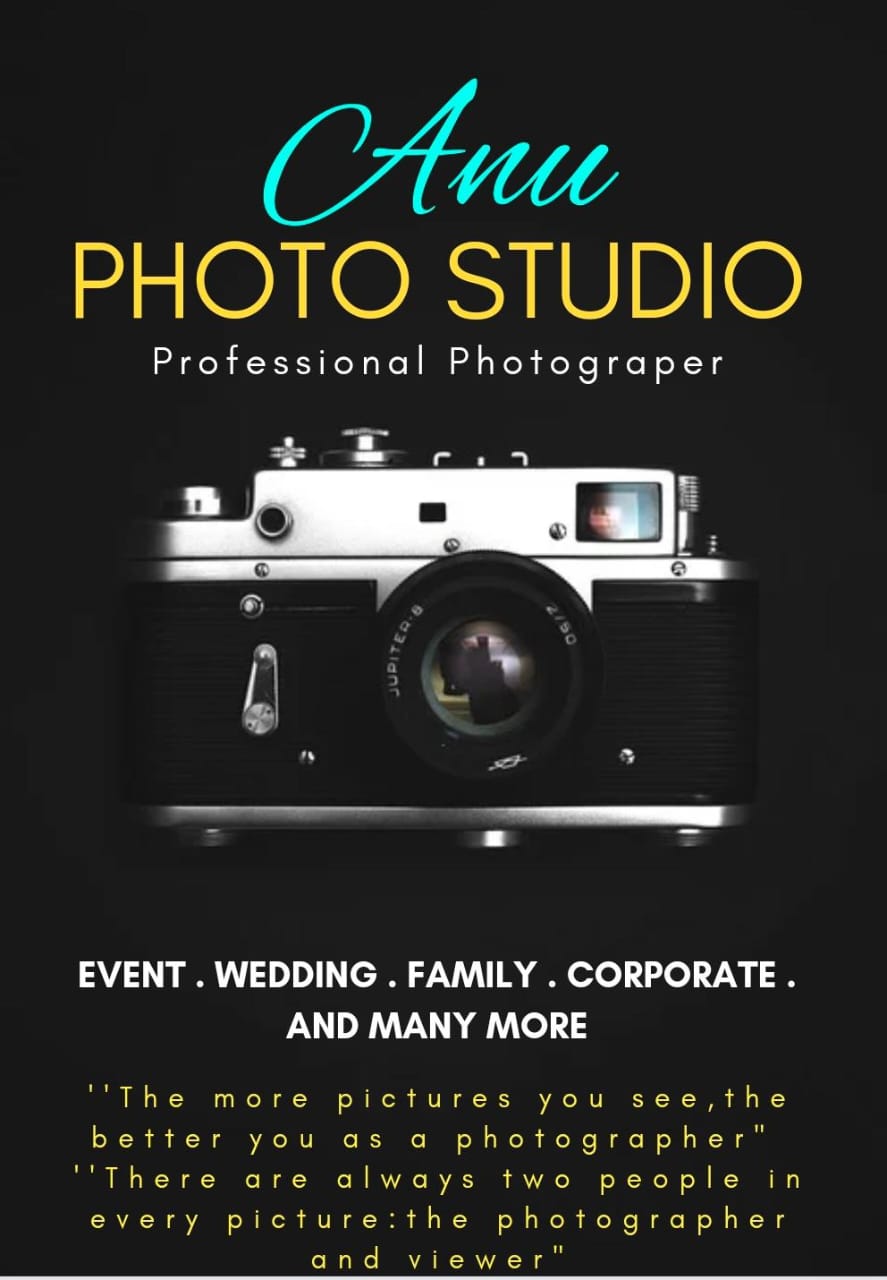 Anu
PHOTO STUDIO
Professional Photograper
JUPITER-8
2/50
EVENT . WEDDING . FAMILY . CORPORATE .
AND MANY MORE
''The more pictures you see,the
better you as a photographer"
''There are always two people in
every picture:the photographer
and viewer"